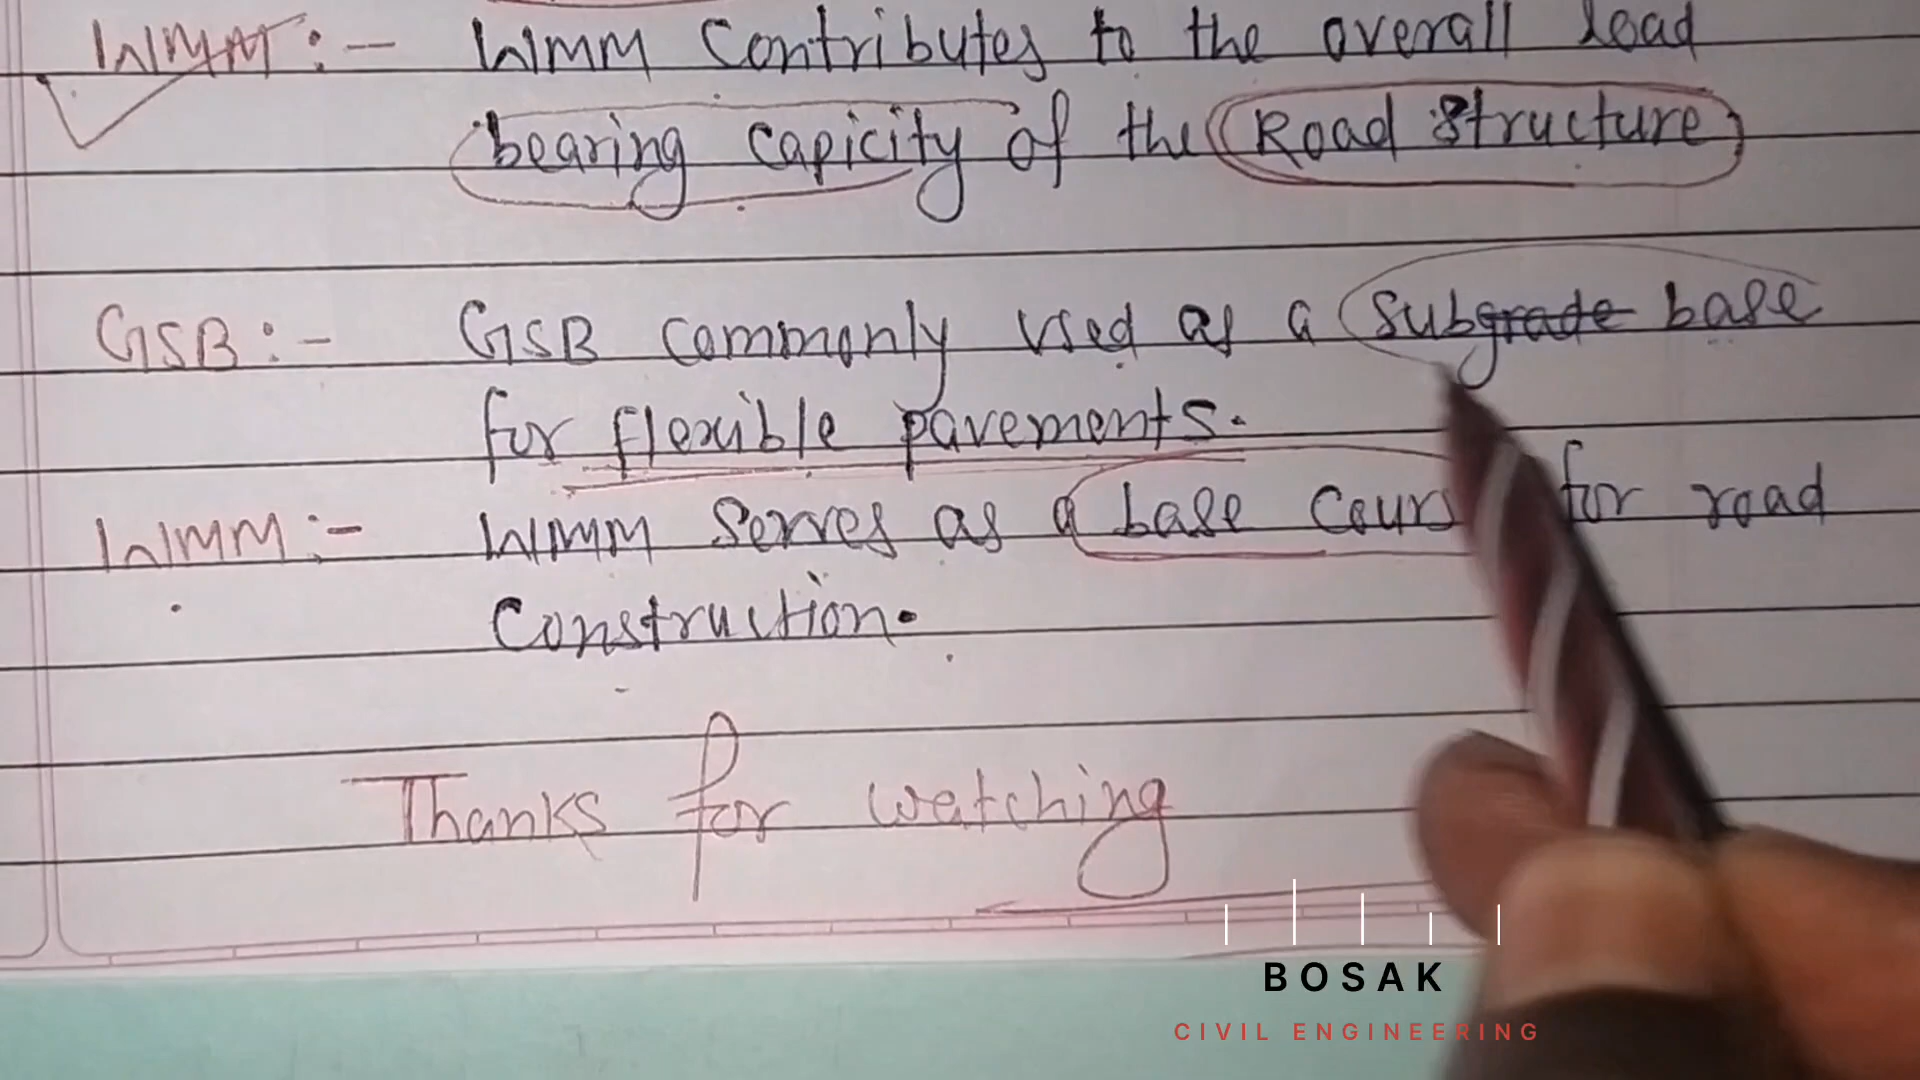 WMM:- WMM Contributes to the overall load
bearing capicity of the Road Structure
GSB:- GSB commonly used as a subgrade base
for flexible pavements.
WMM:- WMM Serves as a base cours for road
Construction.
Thanks for watching
BOSAK
CIVIL ENGINEERING